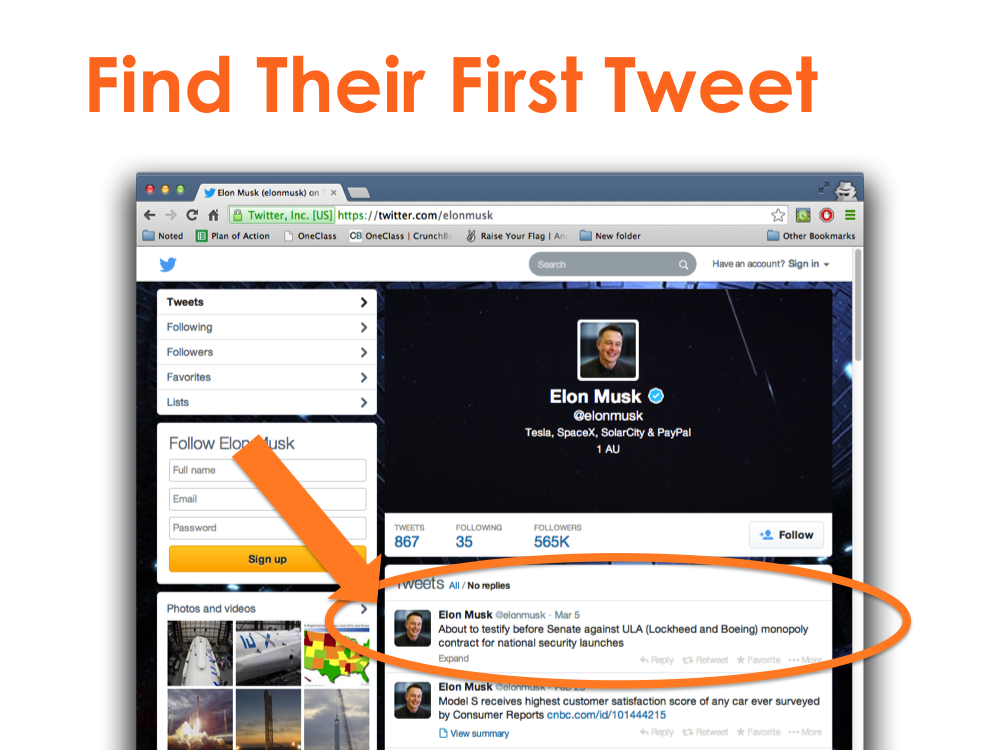 Find Their First Tweet
Elon Musk (elonmusk) on
Twitter, Inc. [US] https://twitter.com/elonmusk
Noted Plan of Action OneClass CB OneClass | CrunchB Raise Your Flag | An New folder Other Bookmarks
Search Have an account? Sign in
Tweets
Following
Followers
Favorites
Lists
Elon Musk
@elonmusk
Tesla, SpaceX, SolarCity & PayPal
1 AU
Follow Elon Musk
Full name
Email
Password
Sign up
TWEETS FOLLOWING FOLLOWERS
867 35 565K
Follow
Photos and videos
Tweets All / No replies
Elon Musk @elonmusk · Mar 5
About to testify before Senate against ULA (Lockheed and Boeing) monopoly
contract for national security launches
Expand Reply Retweet Favorite More
Elon Musk @elonmusk · Feb
Model S receives highest customer satisfaction score of any car ever surveyed
by Consumer Reports cnbc.com/id/101444215
View summary Reply Retweet Favorite More